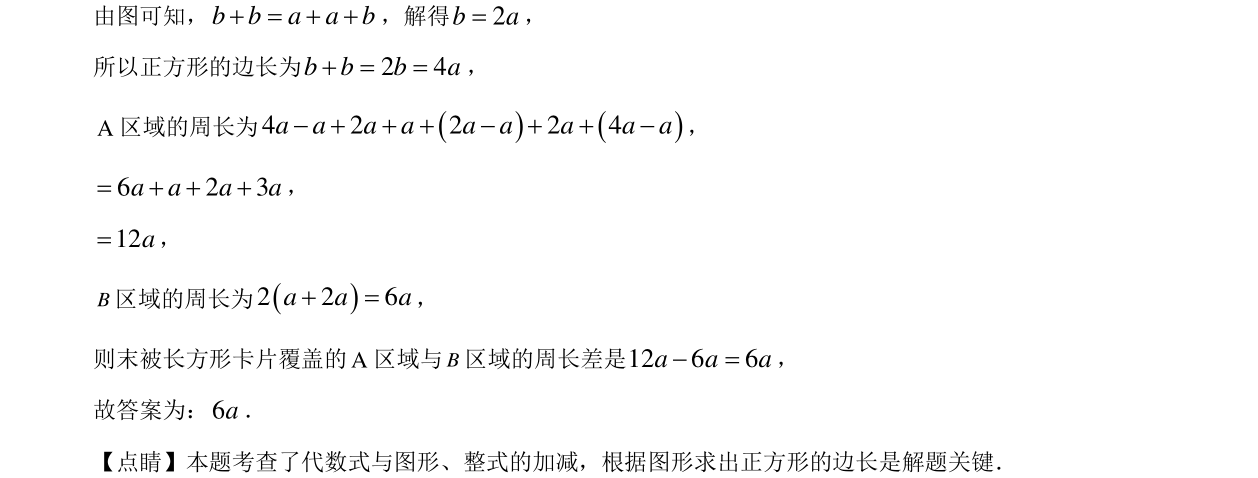 由图可知，b+b=a+a+b，解得b=2a，
所以正方形的边长为b+b=2b=4a，
A 区域的周长为4a−a+2a+a+(2a−a)+2a+(4a−a)，
=6a+a+2a+3a，
=12a，
B 区域的周长为2(a+2a)=6a，
则末被长方形卡片覆盖的 A 区域与 B 区域的周长差是12a−6a=6a，
故答案为：6a．
【点睛】本题考查了代数式与图形、整式的加减，根据图形求出正方形的边长是解题关键．